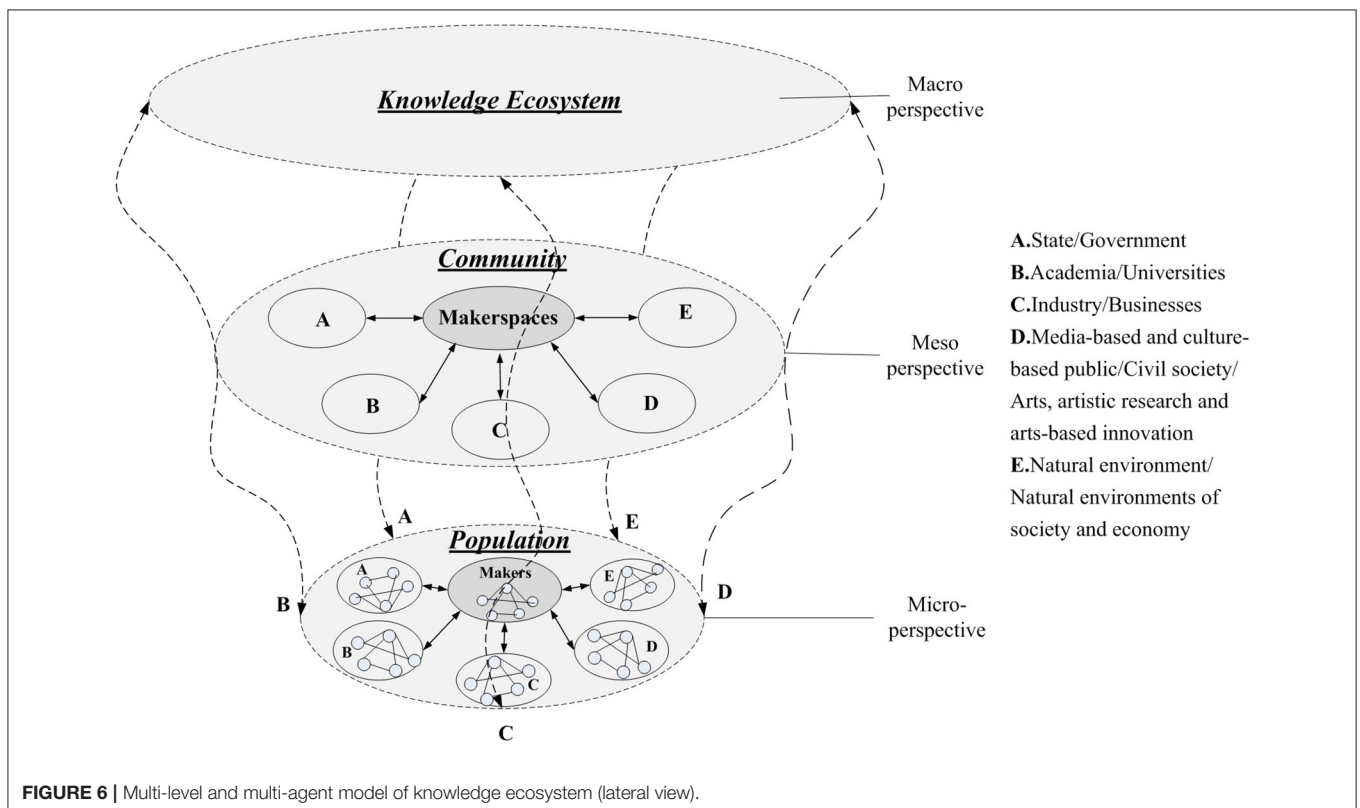 Knowledge Ecosystem
Macro
perspective
Community
A
Makerspaces
E
B
C
D
Meso
perspective
A.State/Government
B.Academia/Universities
C.Industry/Businesses
D.Media-based and culture-
based public/Civil society/
Arts, artistic research and
arts-based innovation
E.Natural environment/
Natural environments of
society and economy
A
E
Population
A
Makers
E
B
D
B
C
D
Micro-
perspective
C
FIGURE 6 | Multi-level and multi-agent model of knowledge ecosystem (lateral view).